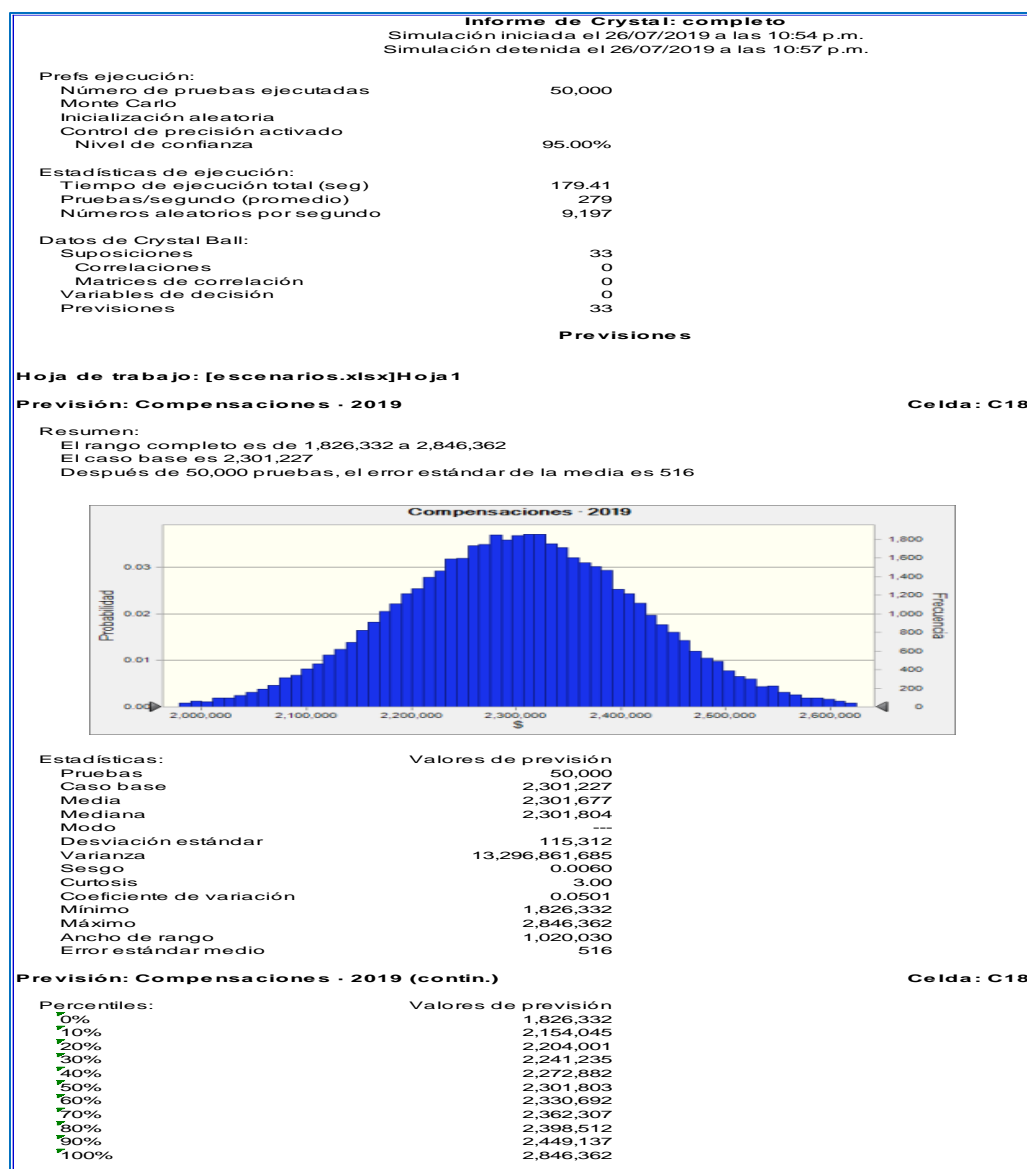 Informe de Crystal: completo
Simulación iniciada el 26/07/2019 a las 10:54 p.m.
Simulación detenida el 26/07/2019 a las 10:57 p.m.
Prefs ejecución:
Número de pruebas ejecutadas 50,000
Monte Carlo
Inicialización aleatoria
Control de precisión activado
Nivel de confianza 95.00%
Estadísticas de ejecución:
Tiempo de ejecución total (seg) 179.41
Pruebas/segundo (promedio) 279
Números aleatorios por segundo 9,197
Datos de Crystal Ball:
Suposiciones 33
Correlaciones 0
Matrices de correlación 0
Variables de decisión 0
Previsiones 33
Previsiones
Hoja de trabajo: [escenarios.xlsx]Hoja1
Previsión: Compensaciones - 2019 Celda: C18
Resumen:
El rango completo es de 1,826,332 a 2,846,362
El caso base es 2,301,227
Después de 50,000 pruebas, el error estándar de la media es 516
Compensaciones - 2019
1,800
1,600
0.03
1,400
1,200
0.02 1,000
800
0.01 600
400
200
0.00 0
Probabilidad
Frecuencia
2,000,000 2,100,000 2,200,000 2,300,000 2,400,000 2,500,000 2,600,000
$
Estadísticas: Valores de previsión
Pruebas 50,000
Caso base 2,301,227
Media 2,301,677
Mediana 2,301,804
Modo ---
Desviación estándar 115,312
Varianza 13,296,861,685
Sesgo 0.0060
Curtosis 3.00
Coeficiente de variación 0.0501
Mínimo 1,826,332
Máximo 2,846,362
Ancho de rango 1,020,030
Error estándar medio 516
Previsión: Compensaciones - 2019 (contin.) Celda: C18
Percentiles: Valores de previsión
0% 1,826,332
10% 2,154,045
20% 2,204,001
30% 2,241,235
40% 2,272,882
50% 2,301,803
60% 2,330,692
70% 2,362,307
80% 2,398,512
90% 2,449,137
100% 2,846,362